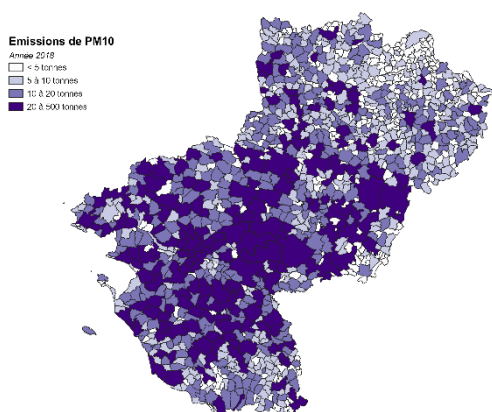 Emissions de PM10
Année 2018
< 5 tonnes
5 à 10 tonnes
10 à 20 tonnes
20 à 500 tonnes